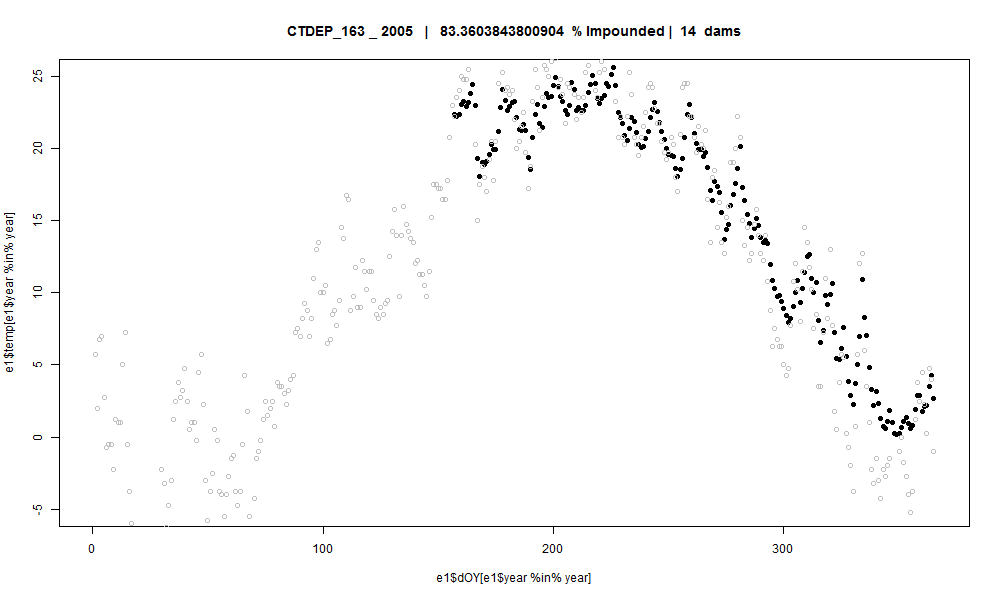 CTDEP_163 _ 2005 | 83.3603843800904 % Impounded | 14 dams
25
20
15
10
5
0
-5
e1$temp[e1$year %in% year]
0 100 200 300
e1$dOY[e1$year %in% year]